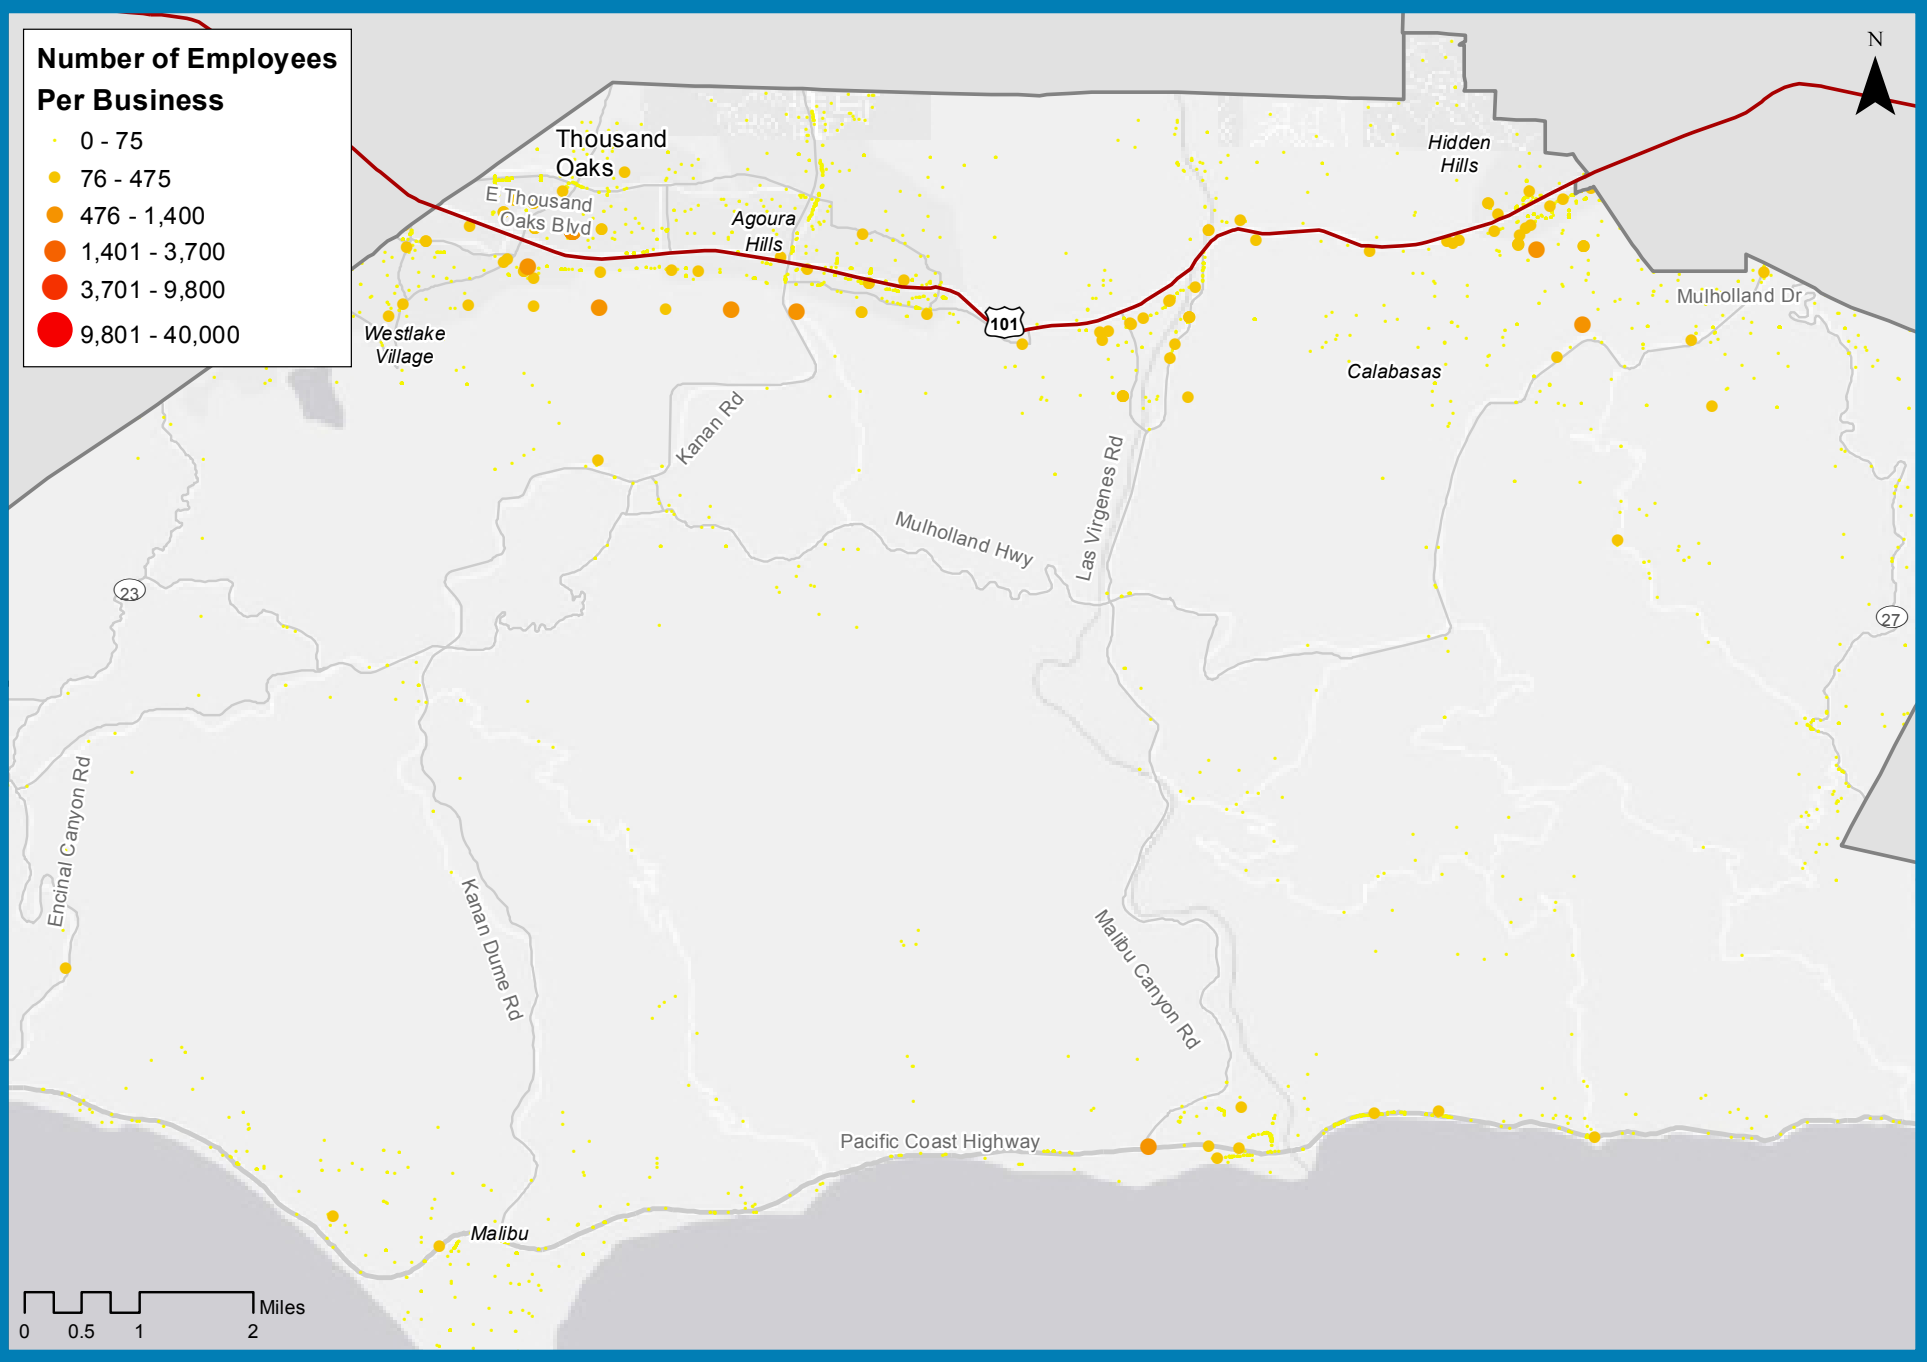 Number of Employees
Per Business
0 - 75
76 - 475
476 - 1,400
1,401 - 3,700
3,701 - 9,800
9,801 - 40,000
N
Thousand
Oaks
Hidden
Hills
E Thousand
Oaks Blvd
Agoura
Hills
Mulholland Dr
101
Westlake
Village
Calabasas
Kanan Rd
Las Virgenes Rd
Mulholland Hwy
23
27
Encinal Canyon Rd
Kanan Dume Rd
Malibu Canyon Rd
Pacific Coast Highway
Malibu
Miles
0 0.5 1 2